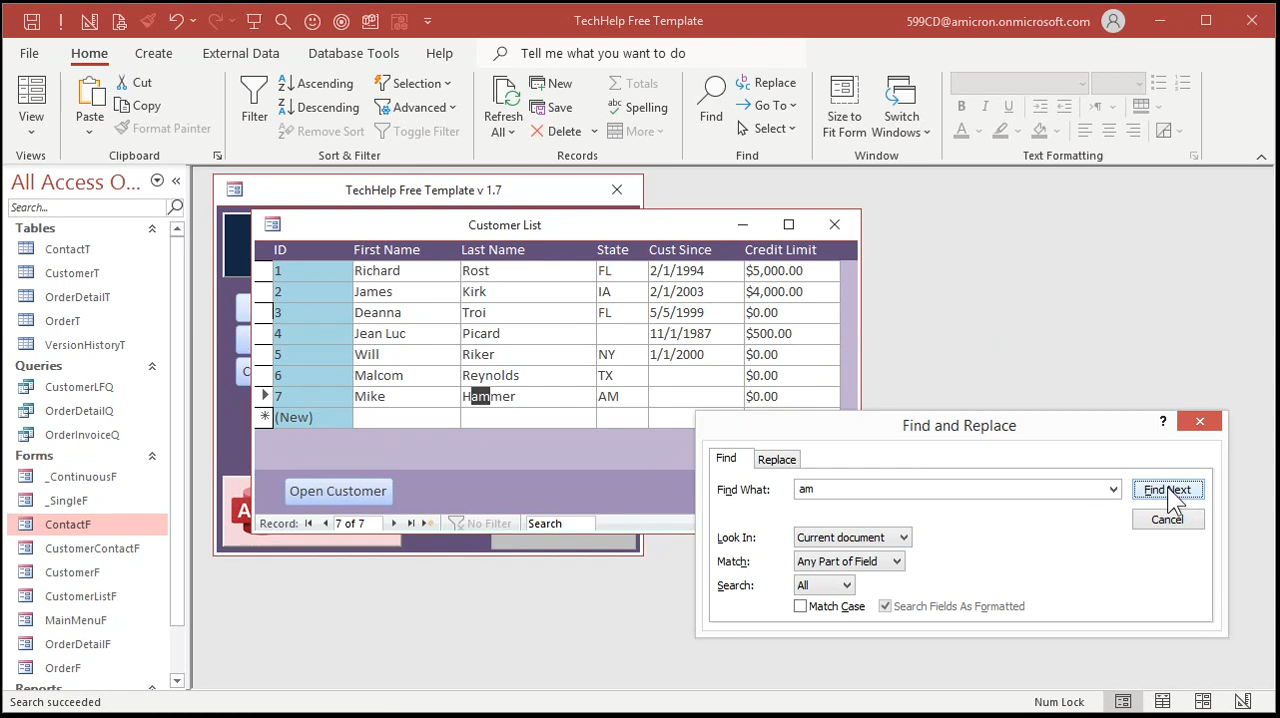 TechHelp Free Template
599CD@amicron.onmicrosoft.com
File Home Create External Data Database Tools Help Tell me what you want to do
View
Views
Paste
Cut
Copy
Format Painter
Clipboard
Filter
Ascending
Descending
Remove Sort
Selection
Advanced
Toggle Filter
Sort & Filter
Refresh
All
New
Save
Delete
Totals
Spelling
More
Records
Find
Replace
Go To
Select
Find
Size to
Fit Form
Switch
Windows
Window
B I U
A
Text Formatting
All Access O...
Search...
Tables
ContactT
CustomerT
OrderDetailT
OrderT
VersionHistoryT
Queries
CustomerLFQ
OrderDetailQ
OrderInvoiceQ
Forms
_ContinuousF
_SingleF
ContactF
CustomerContactF
CustomerF
CustomerListF
MainMenuF
OrderDetailF
OrderF
Reports
TechHelp Free Template v 1.7
C
A
Customer List
ID First Name Last Name State Cust Since Credit Limit
1 Richard Rost FL 2/1/1994 $5,000.00
2 James Kirk IA 2/1/2003 $4,000.00
3 Deanna Troi FL 5/5/1999 $0.00
4 Jean Luc Picard 11/1/1987 $500.00
5 Will Riker NY 1/1/2000 $0.00
6 Malcom Reynolds TX $0.00
7 Mike Hammer AM $0.00
(New)
Open Customer
Record: 7 of 7 No Filter Search
Find and Replace
Find Replace
Find What: am Find Next
Cancel
Look In: Current document
Match: Any Part of Field
Search: All
Match Case Search Fields As Formatted
Search succeeded
Num Lock